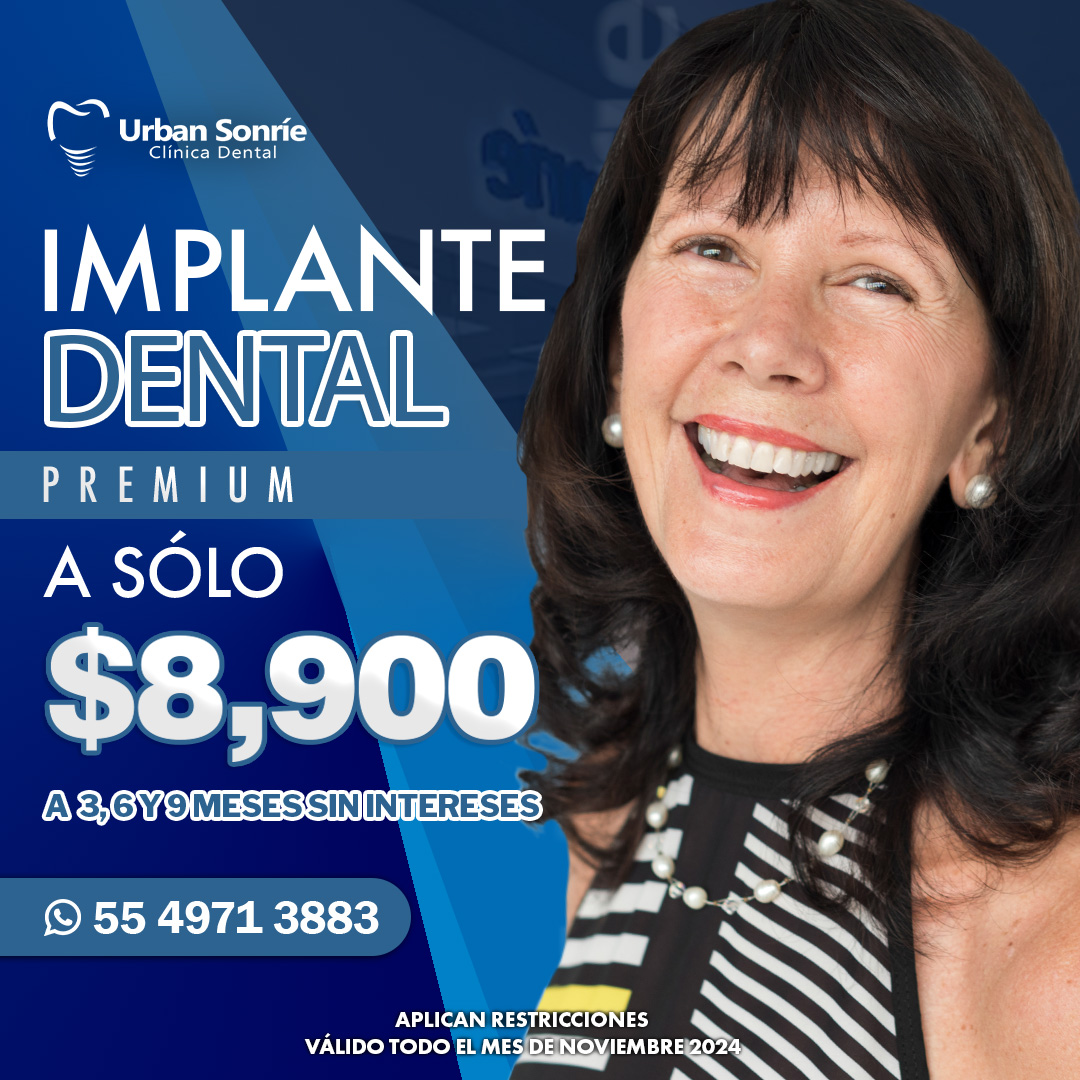 Urban Sonríe
Clínica Dental
IMPLANTE
DENTAL
PREMIUM
A SÓLO
$8,900
A 3, 6 Y 9 MESES SIN INTERESES
55 4971 3883
APLICAN RESTRICCIONES
VÁLIDO TODO EL MES DE NOVIEMBRE 2024